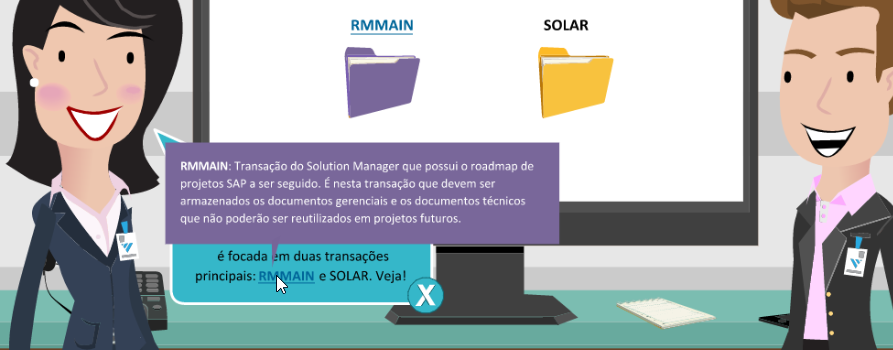 RMMAIN
SOLAR
RMMAIN: Transação do Solution Manager que possui o roadmap de
projetos SAP a ser seguido. É nesta transação que devem ser
armazenados os documentos gerenciais e os documentos técnicos
que não poderão ser reutilizados em projetos futuros.
é focada em duas transações
principais: RMMAIN e SOLAR. Veja!
X